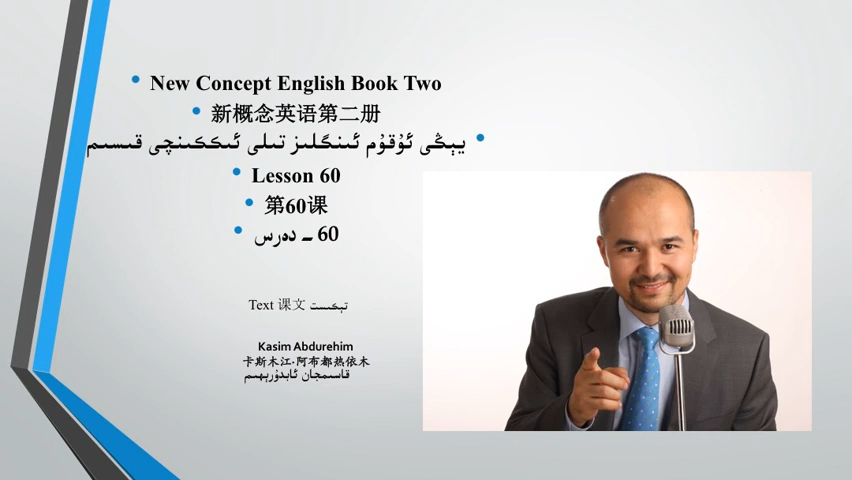 New Concept English Book Two
新概念英语第二册
يېڭى ئۇقۇم ئىنگلىز تىلى ئىككىنچى قىسىم
Lesson 60
第60课
60 - دەرس
Text 课文 تېكىست
Kasim Abdurehim
卡斯木江·阿布都热依木
قاسىمجان ئابدۇرېھىم